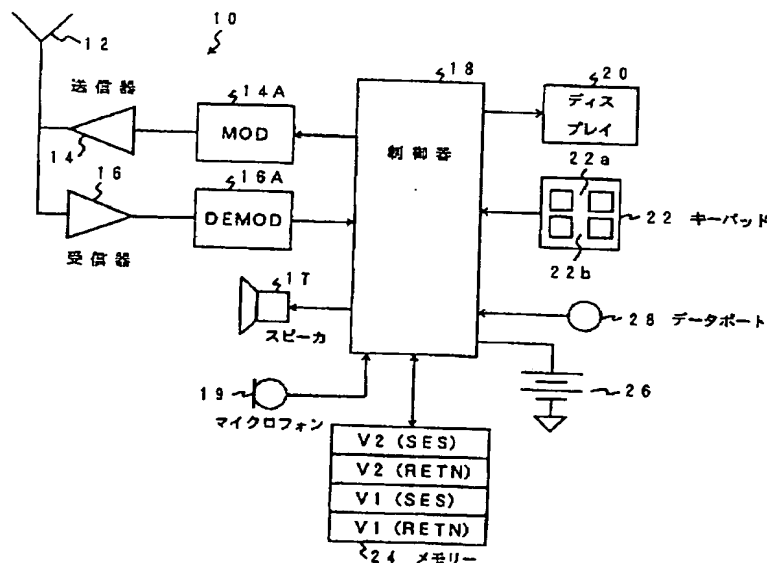 10
12
送信器
14A
MOD
14
16
16A
DEMOD
受信器
17
スピーカ
19
マイクロフォン
18
制御器
20
ディス
プレイ
22a
22 キーパッド
22b
28 データポート
26
V2 (SES)
V2 (RETN)
V1 (SES)
V1 (RETN)
24 メモリー